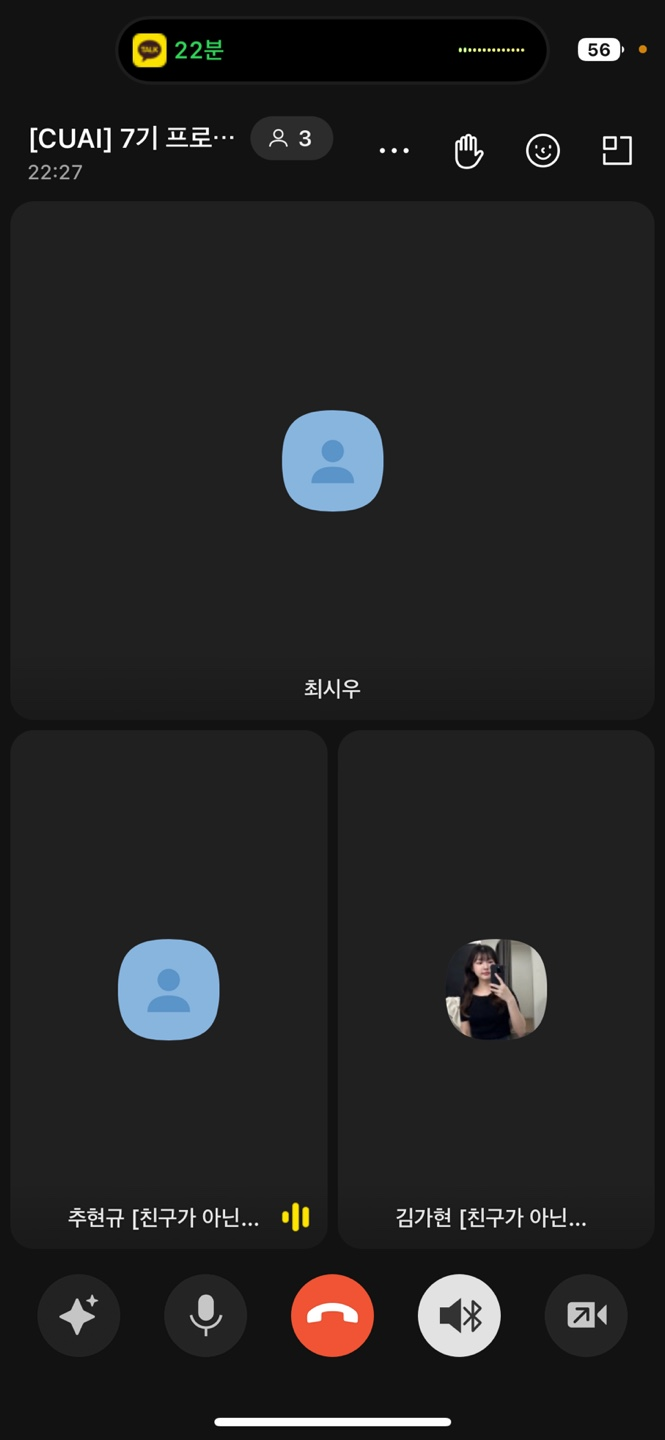 TALK
22분
56
[CUAI] 7기 프로…
3
22:27
최시우
추현규 [친구가 아닌...
김가현 [친구가 아닌...